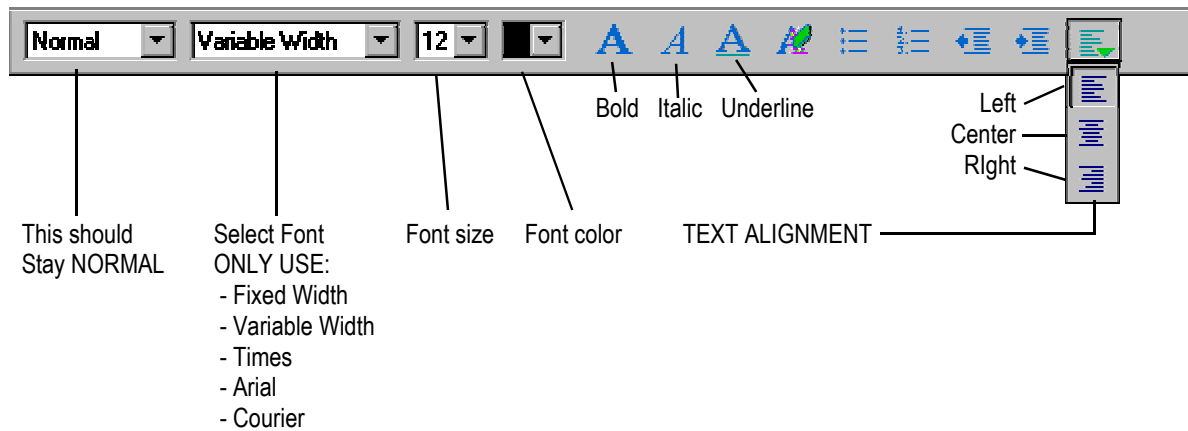 Normal Variable Width 12
Bold Italic Underline
Left
Center
RIght
This should
Stay NORMAL
Select Font
ONLY USE:
- Fixed Width
- Variable Width
- Times
- Arial
- Courier
Font size
Font color
TEXT ALIGNMENT